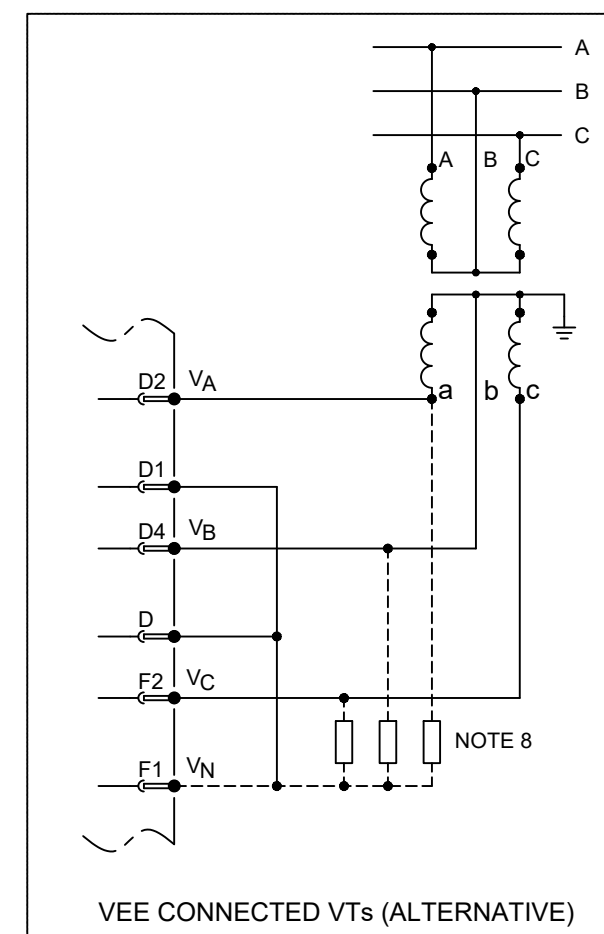 A
B
C
A B C
a b c
D2 VA
D1
D4 VB
D
F2 VC
NOTE 8
F1 VN
VEE CONNECTED VTs (ALTERNATIVE)